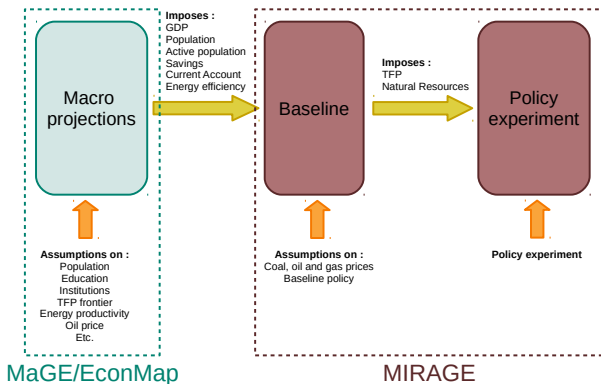 Imposes :
GDP
Population
Active population
Savings
Current Account
Energy efficiency
Imposes :
TFP
Natural Resources
Macro
projections
Baseline
Policy
experiment
Assumptions on :
Population
Education
Institutions
TFP frontier
Energy productivity
Oil price
Etc.
Assumptions on :
Coal, oil and gas prices
Baseline policy
Policy experiment
MaGE/EconMap
MIRAGE